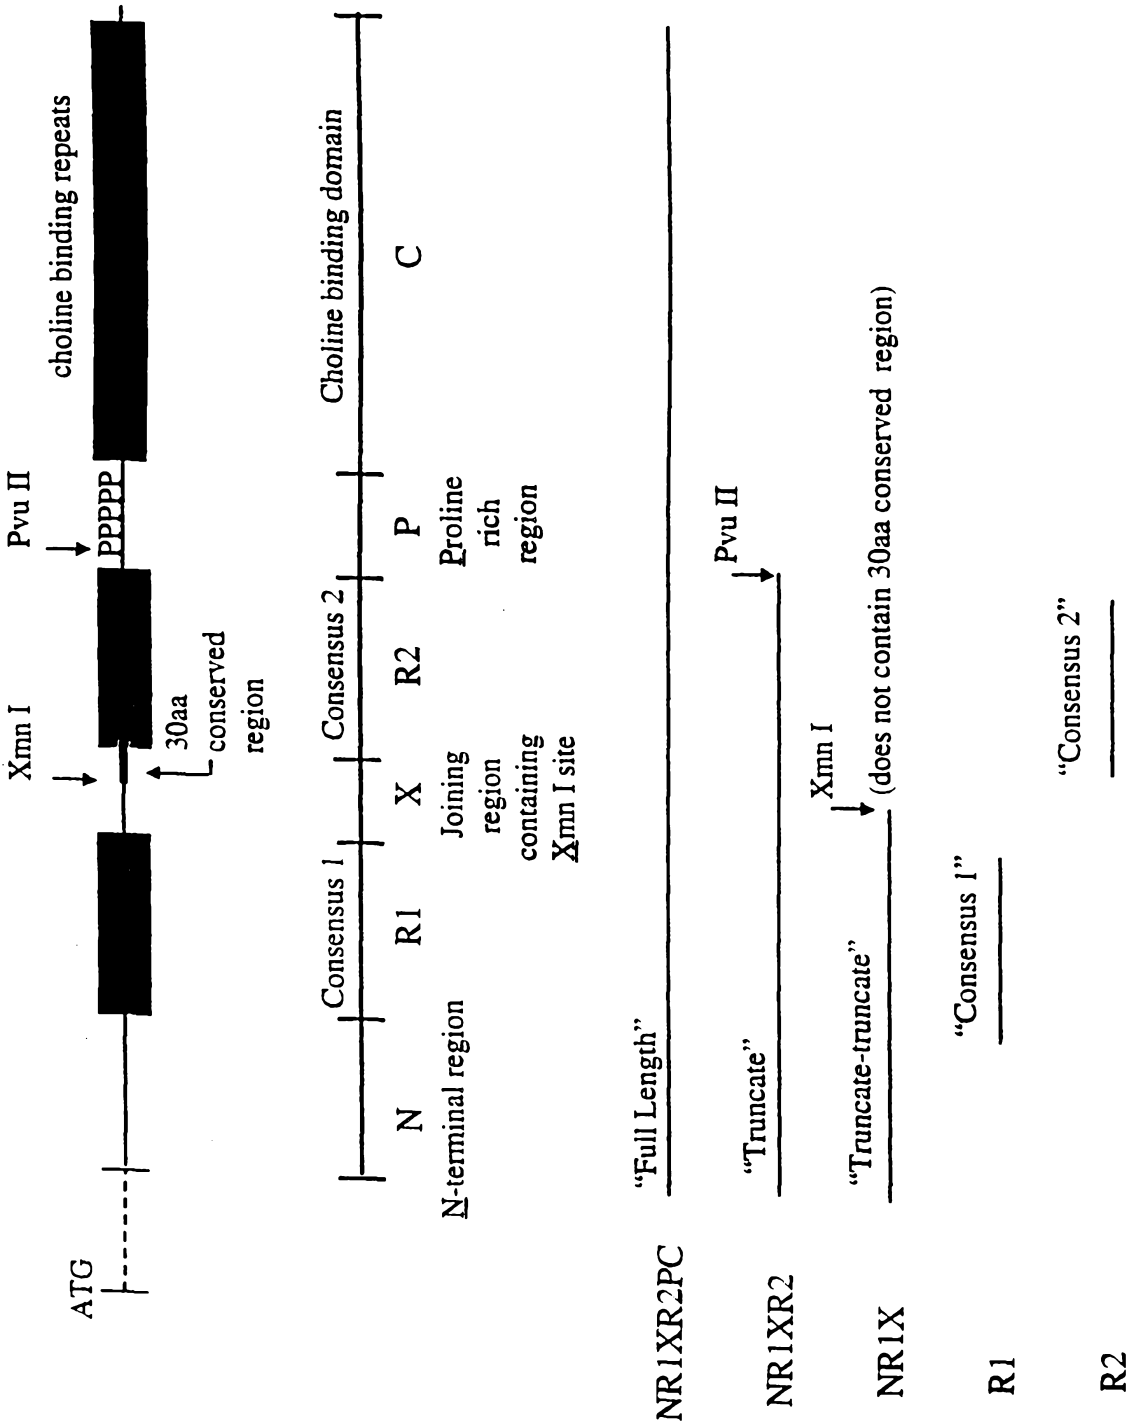 ATG
Xmn I
Pvu II
PPPPP
choline binding repeats
30aa
conserved
region
Consensus 1
Consensus 2
Choline binding domain
N
R1
X
R2
P
C
N-terminal region
Joining
region
containing
Xmn I site
Proline
rich
region
NR1XR2PC
“Full Length”
NR1XR2
“Truncate”
Pvu II
NR1X
“Truncate-truncate”
Xmn I
(does not contain 30aa conserved region)
R1
“Consensus 1”
R2
“Consensus 2”